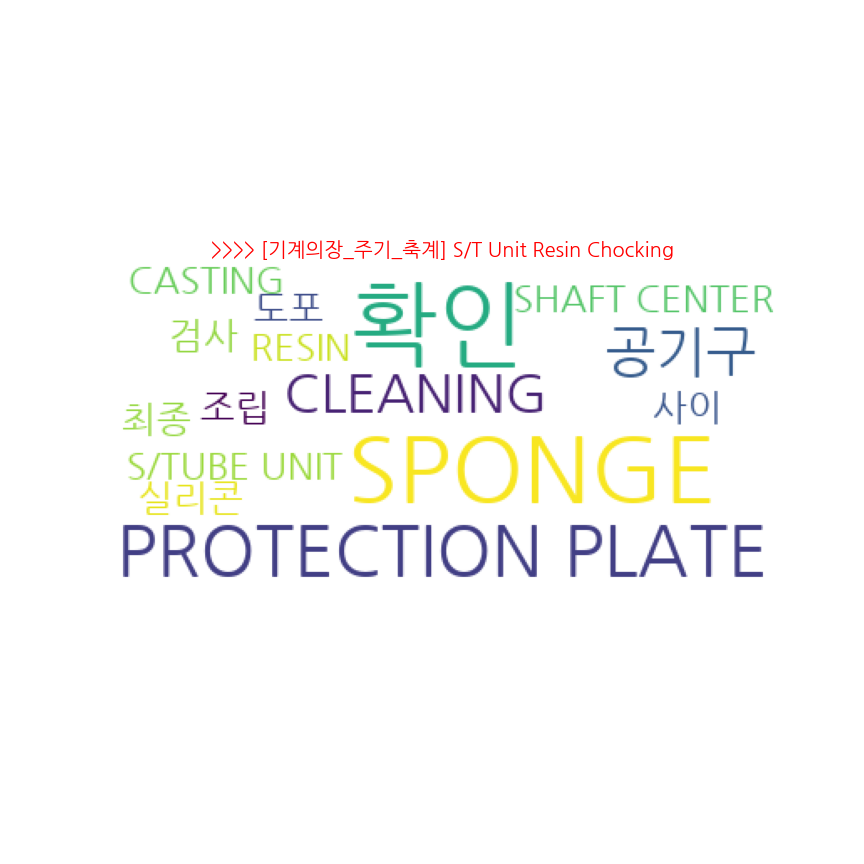 >>>> [기계의장_주기_축계] S/T Unit Resin Chocking
CASTING
도포
확인
SHAFT CENTER
검사
RESIN
공기구
CLEANING
사이
최종
조립
S/TUBE UNIT
SPONGE
실리콘
PROTECTION PLATE